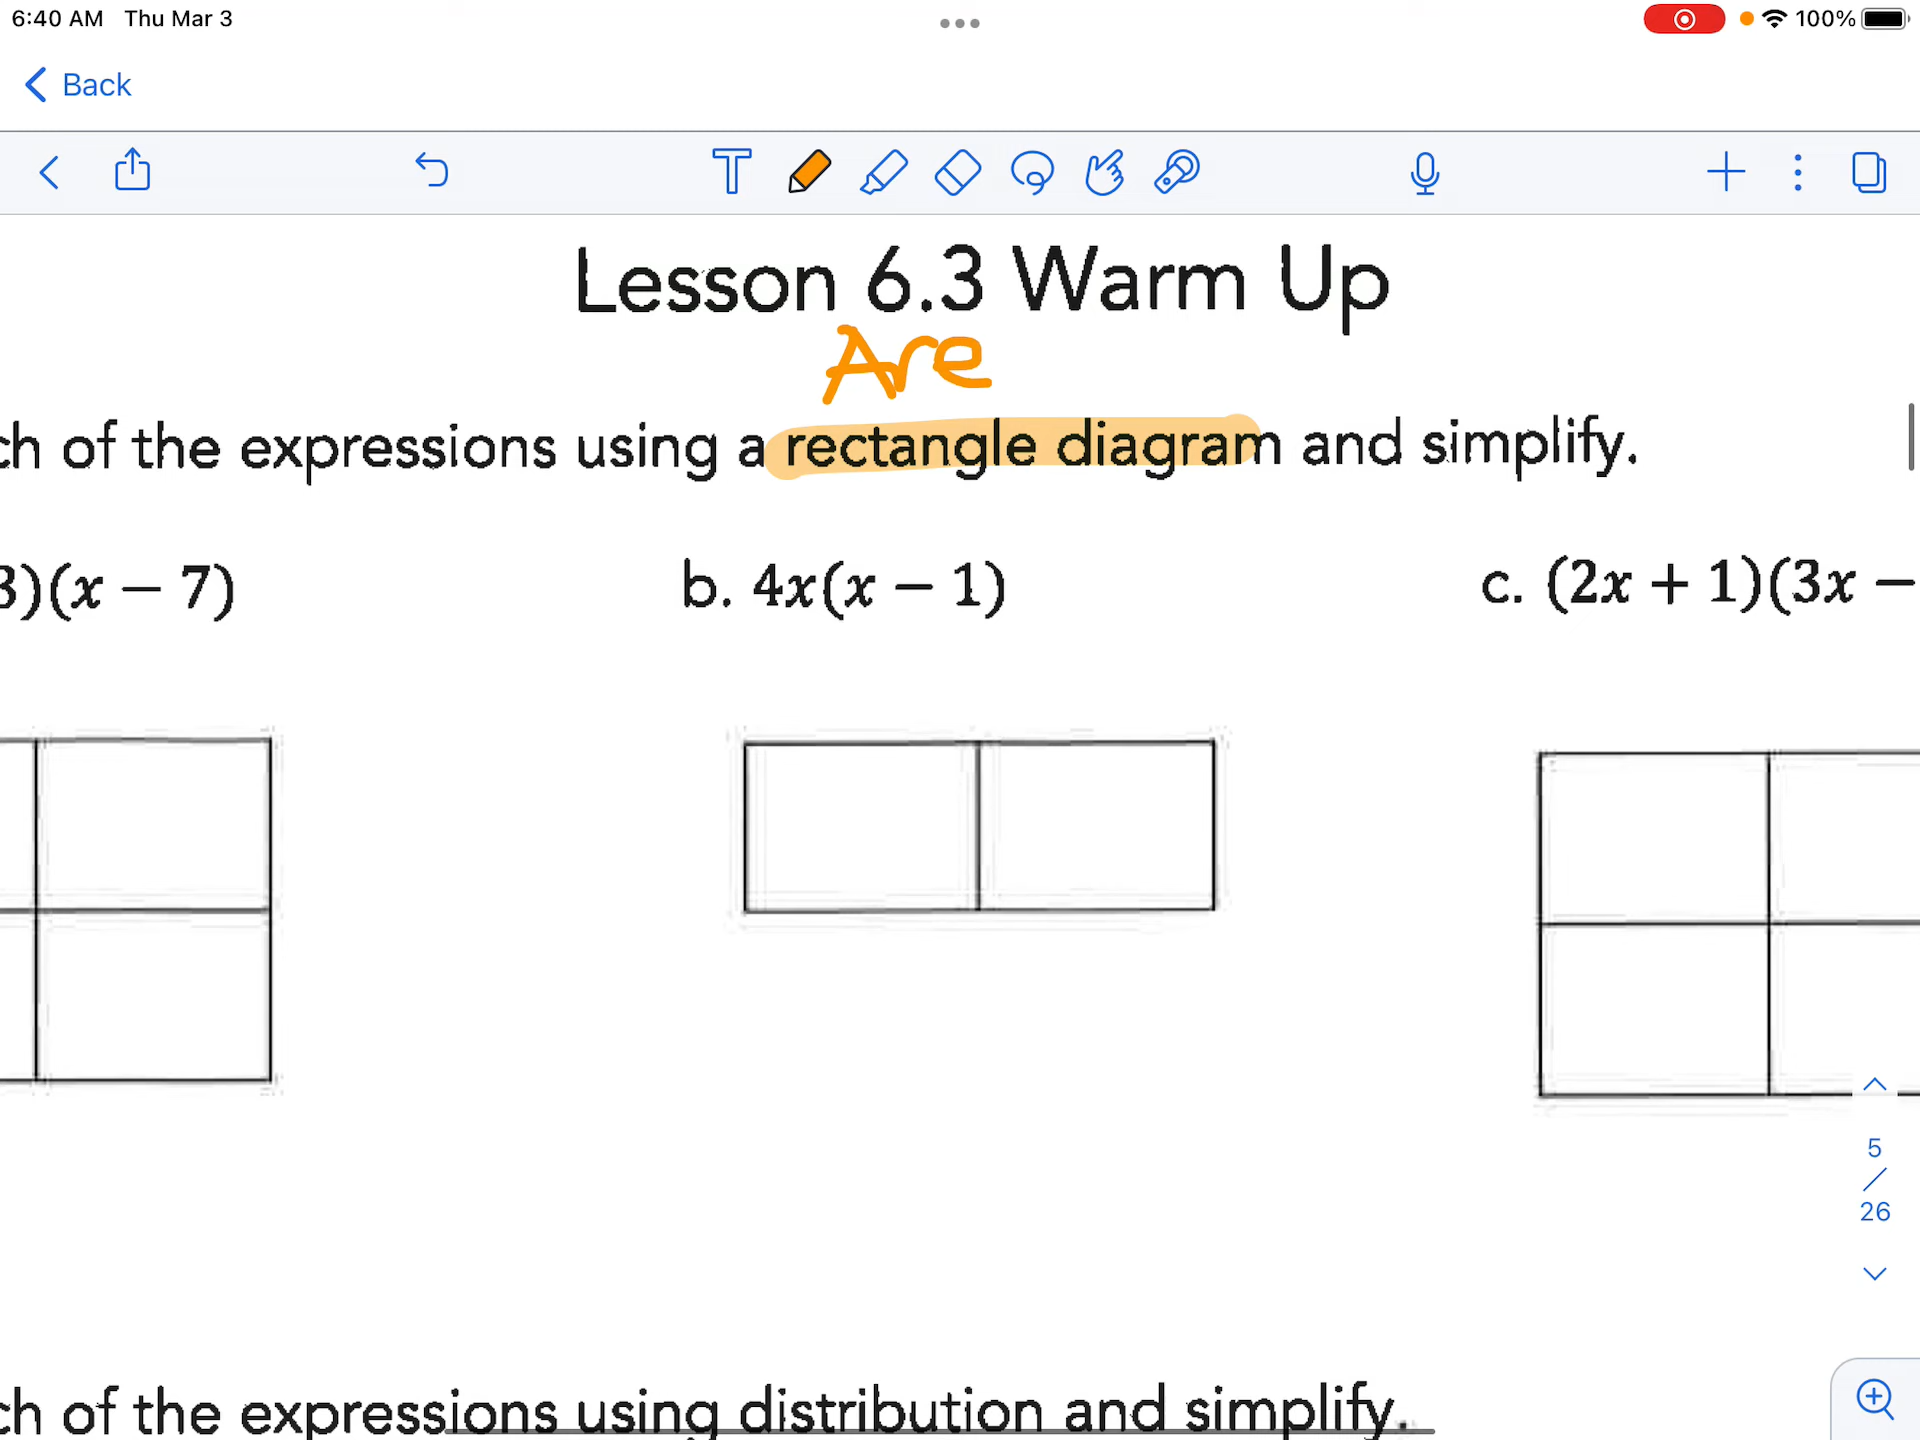 6:40 AM Thu Mar 3
100%
Back
Lesson 6.3 Warm Up
Are
ch of the expressions using a rectangle diagram and simplify.
3)(x − 7)
b. 4x(x − 1)
c. (2x + 1)(3x −
5
/
26
ch of the expressions using distribution and simplify.